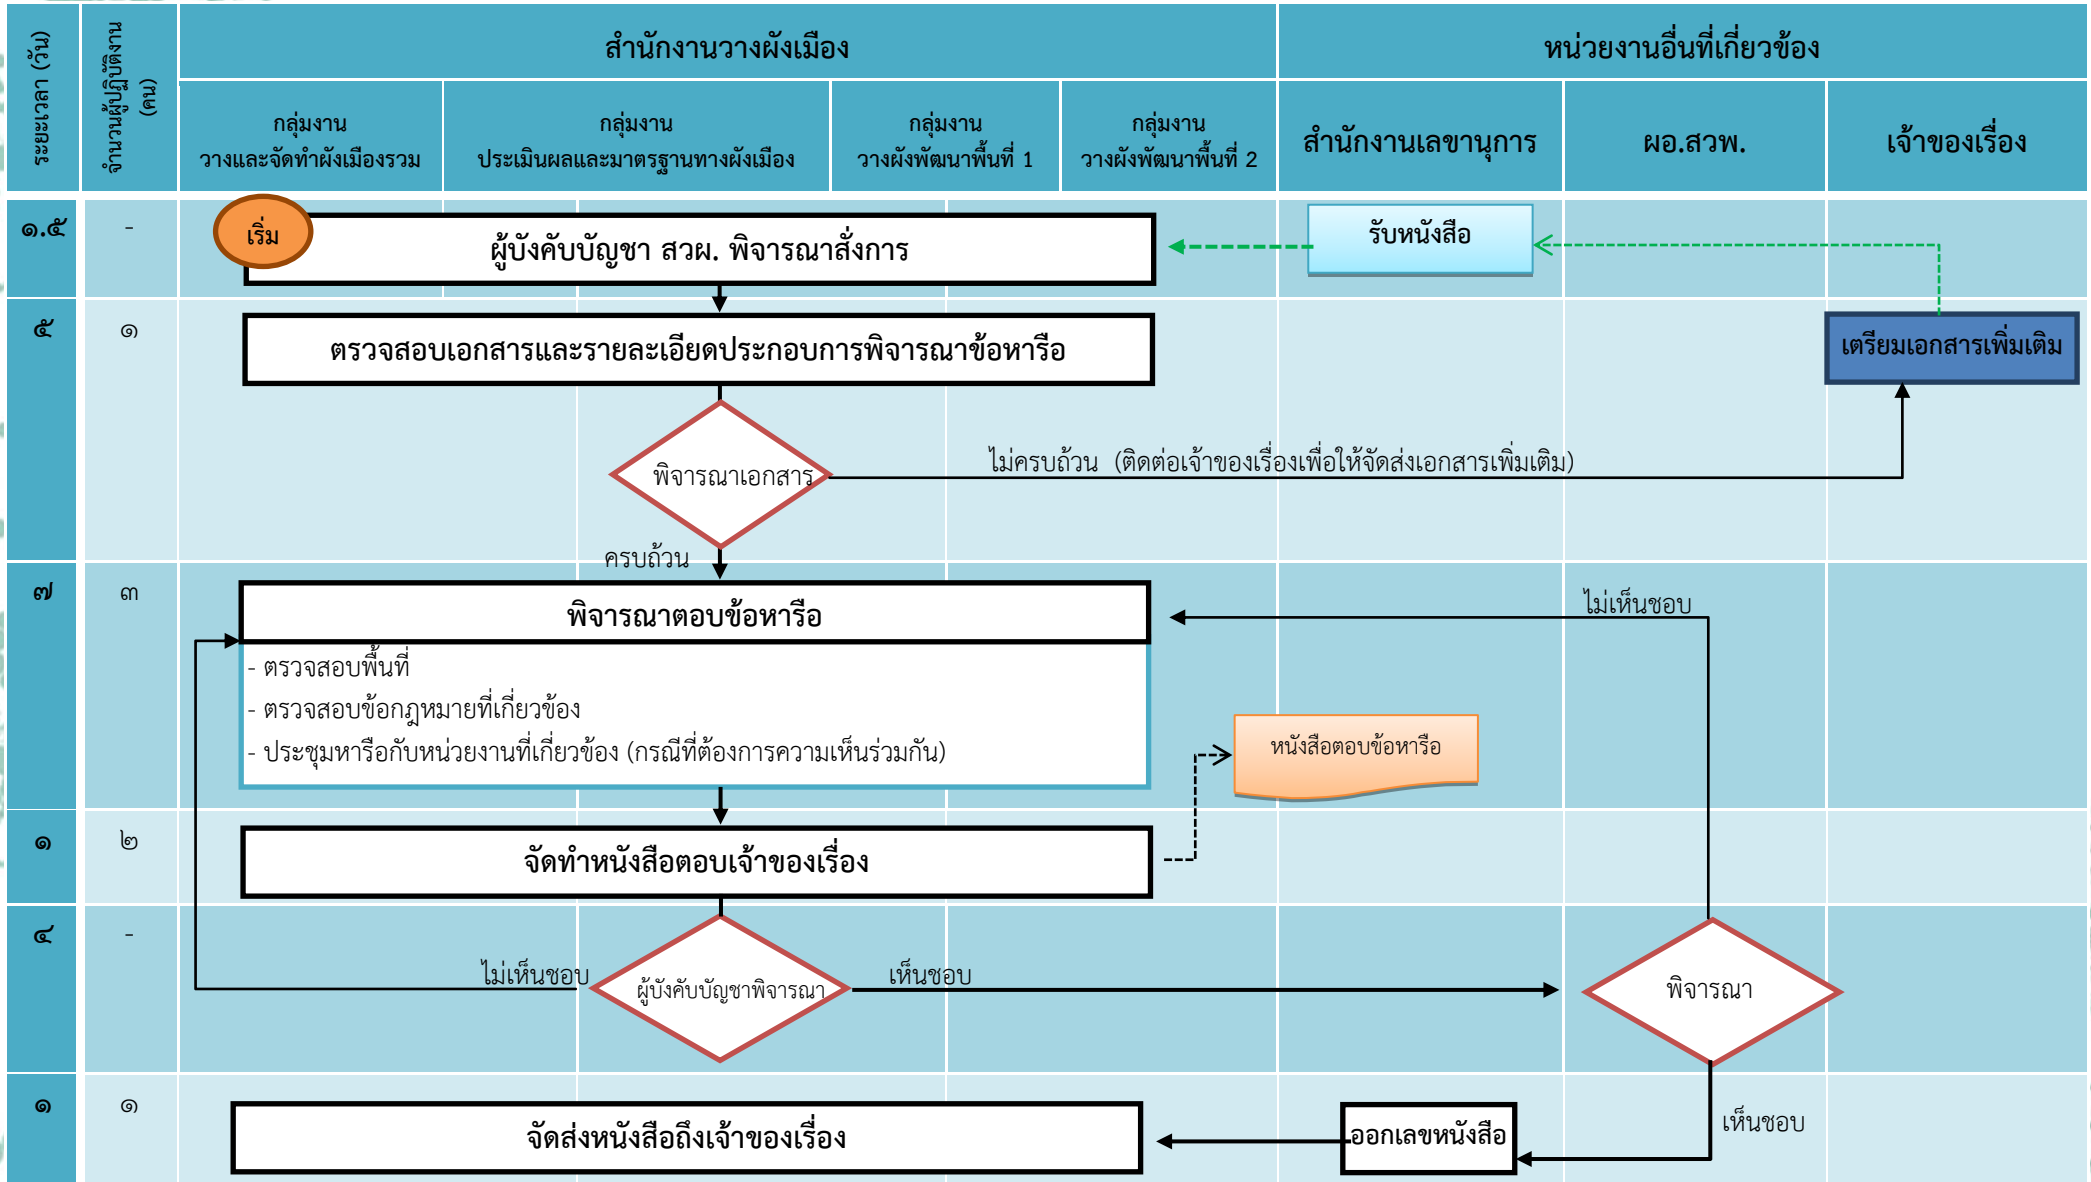 ระยะเวลา (วัน)
จำนวนผู้ปฏิบัติงาน
(คน)
สำนักงานวางผังเมือง
หน่วยงานอื่นที่เกี่ยวข้อง
กลุ่มงาน
วางและจัดทำผังเมืองรวม
กลุ่มงาน
ประเมินผลและมาตรฐานทางผังเมือง
กลุ่มงาน
วางผังพัฒนาพื้นที่ 1
กลุ่มงาน
วางผังพัฒนาพื้นที่ 2
สำนักงานเลขานุการ
ผอ.สวพ.
เจ้าของเรื่อง
๑.๕
-
เริ่ม
ผู้บังคับบัญชา สวผ. พิจารณาสั่งการ
รับหนังสือ
๕
๑
ตรวจสอบเอกสารและรายละเอียดประกอบการพิจารณาข้อหารือ
เตรียมเอกสารเพิ่มเติม
พิจารณาเอกสาร
ไม่ครบถ้วน (ติดต่อเจ้าของเรื่องเพื่อให้จัดส่งเอกสารเพิ่มเติม)
ครบถ้วน
๗
๓
พิจารณาตอบข้อหารือ
ไม่เห็นชอบ
- ตรวจสอบพื้นที่
- ตรวจสอบข้อกฎหมายที่เกี่ยวข้อง
- ประชุมหารือกับหน่วยงานที่เกี่ยวข้อง (กรณีที่ต้องการความเห็นร่วมกัน)
หนังสือตอบข้อหารือ
๑
๒
จัดทำหนังสือตอบเจ้าของเรื่อง
๔
-
ไม่เห็นชอบ
ผู้บังคับบัญชาพิจารณา
เห็นชอบ
พิจารณา
๑
๑
จัดส่งหนังสือถึงเจ้าของเรื่อง
ออกเลขหนังสือ
เห็นชอบ